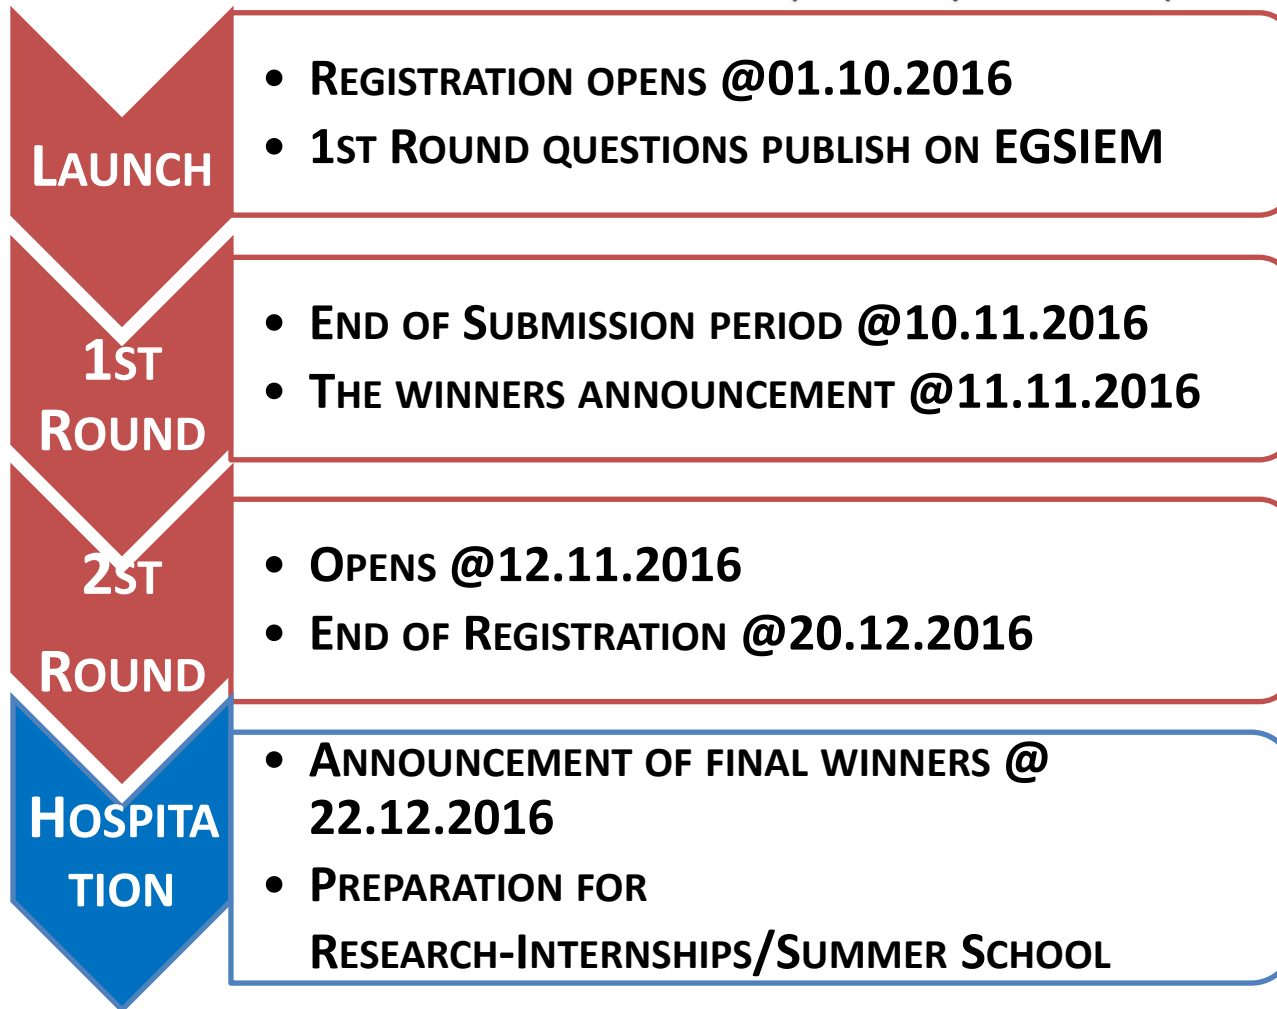 LAUNCH
• REGISTRATION OPENS @01.10.2016
• 1ST ROUND QUESTIONS PUBLISH ON EGSIEM
1ST
ROUND
• END OF SUBMISSION PERIOD @10.11.2016
• THE WINNERS ANNOUNCEMENT @11.11.2016
2ST
ROUND
• OPENS @12.11.2016
• END OF REGISTRATION @20.12.2016
HOSPITA
TION
• ANNOUNCEMENT OF FINAL WINNERS @
22.12.2016
• PREPARATION FOR
RESEARCH-INTERNSHIPS/SUMMER SCHOOL